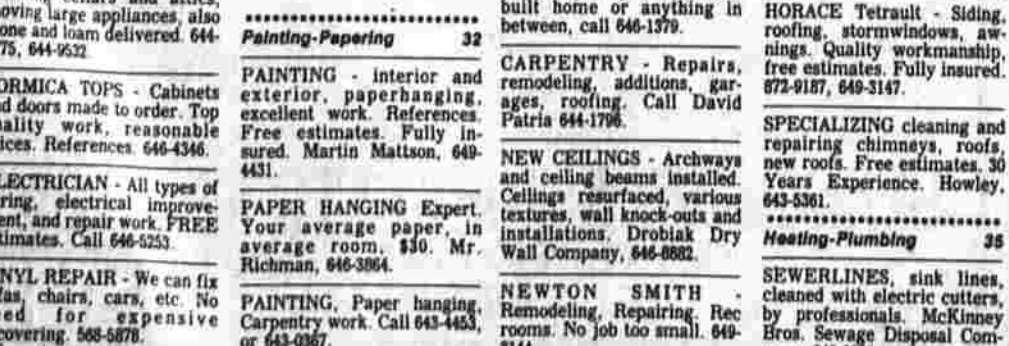 oving large appliances, also
one and loam delivered. 644-
75, 644-9532
ORMICA TOPS - Cabinets
nd doors made to order. Top
ality work, reasonable
ices. References. 646-4346.
LECTRICIAN - All types of
ring, electrical improve-
ent, and repair work. FREE
timates. Call 646-5253.
NYL REPAIR - We can fix
fas, chairs, cars, etc. No
ed for expensive
covering. 568-5878.
Painting-Papering 32
PAINTING - interior and
exterior, paperhanging,
excellent work. References.
Free estimates. Fully in-
sured. Martin Mattson, 649-
4431.
PAPER HANGING Expert.
Your average paper, in
average room, $30. Mr.
Richman, 646-3864.
PAINTING, Paper hanging,
Carpentry work. Call 643-4453,
or 643-0367.
built home or anything in
between, call 646-1379.
CARPENTRY - Repairs,
remodeling, additions, gar-
ages, roofing. Call David
Patria 644-1796.
NEW CEILINGS - Archways
and ceiling beams installed.
Ceilings resurfaced, various
textures, wall knock-outs and
installations. Drobiak Dry
Wall Company, 646-8882.
NEWTON SMITH -
Remodeling, Repairing. Rec
rooms. No job too small. 649-
HORACE Tetrault - Siding,
roofing, stormwindows, aw-
nings. Quality workmanship,
free estimates. Fully insured.
872-9187, 649-3147.
SPECIALIZING cleaning and
repairing chimneys, roofs,
new roofs. Free estimates. 30
Years Experience. Howley,
643-5361.
Heating-Plumbing 35
SEWERLINES, sink lines,
cleaned with electric cutters,
by professionals. McKinney
Bros. Sewage Disposal Com-